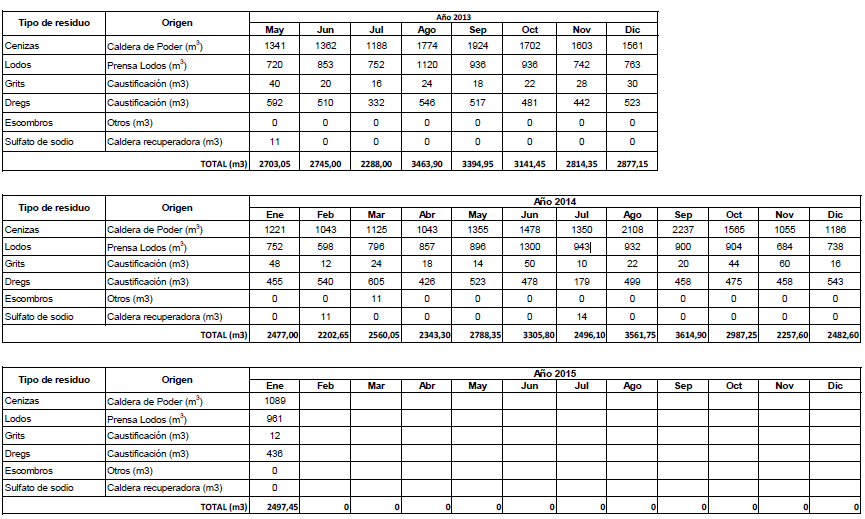 Tipo de residuo Origen Año 2013
May Jun Jul Ago Sep Oct Nov Dic
Cenizas Caldera de Poder (m³) 1341 1362 1188 1774 1924 1702 1603 1561
Lodos Prensa Lodos (m³) 720 853 752 1120 936 936 742 763
Grits Caustificación (m3) 40 20 16 24 18 22 28 30
Dregs Caustificación (m3) 592 510 332 546 517 481 442 523
Escombros Otros (m3) 0 0 0 0 0 0 0 0
Sulfato de sodio Caldera recuperadora (m3) 11 0 0 0 0 0 0 0
TOTAL (m3) 2703,05 2745,00 2288,00 3463,90 3394,95 3141,45 2814,35 2877,15
Tipo de residuo Origen Año 2014
Ene Feb Mar Abr May Jun Jul Ago Sep Oct Nov Dic
Cenizas Caldera de Poder (m³) 1221 1043 1125 1043 1355 1478 1350 2108 2237 1565 1055 1186
Lodos Prensa Lodos (m³) 752 598 796 857 896 1300 943 932 900 904 684 738
Grits Caustificación (m3) 48 12 24 18 14 50 10 22 20 44 60 16
Dregs Caustificación (m3) 455 540 605 426 523 478 179 499 458 475 458 543
Escombros Otros (m3) 0 0 11 0 0 0 0 0 0 0 0 0
Sulfato de sodio Caldera recuperadora (m3) 0 11 0 0 0 0 14 0 0 0 0 0
TOTAL (m3) 2477,00 2202,65 2560,05 2343,30 2788,35 3305,80 2496,10 3561,75 3614,90 2987,25 2257,60 2482,60
Tipo de residuo Origen Año 2015
Ene Feb Mar Abr May Jun Jul Ago Sep Oct Nov Dic
Cenizas Caldera de Poder (m³) 1089
Lodos Prensa Lodos (m³) 961
Grits Caustificación (m3) 12
Dregs Caustificación (m3) 436
Escombros Otros (m3) 0
Sulfato de sodio Caldera recuperadora (m3) 0
TOTAL (m3) 2497,45 0 0 0 0 0 0 0 0 0 0 0